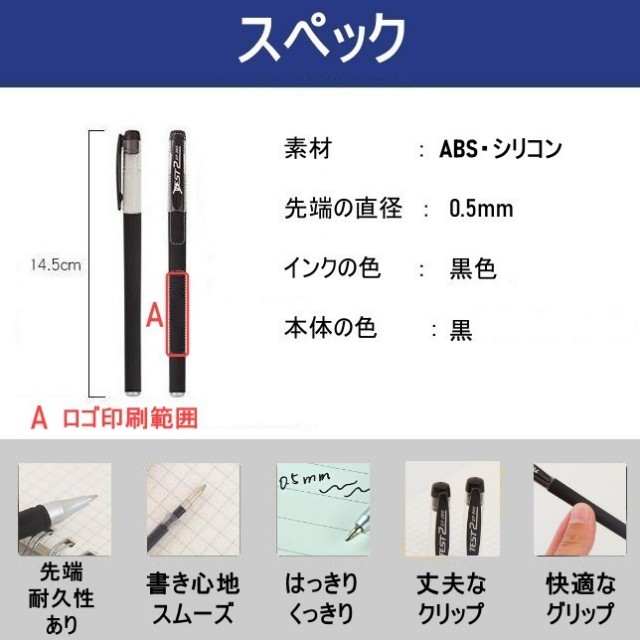 スペック
素材 ： ABS・シリコン
先端の直径 ： 0.5mm
インクの色 ： 黒色
本体の色 ： 黒
14.5cm
TEST2
A
A ロゴ印刷範囲
0.5mm
TEST2
TEST2
先端
耐久性
あり
書き心地
スムーズ
はっきり
くっきり
丈夫な
クリップ
快適な
グリップ